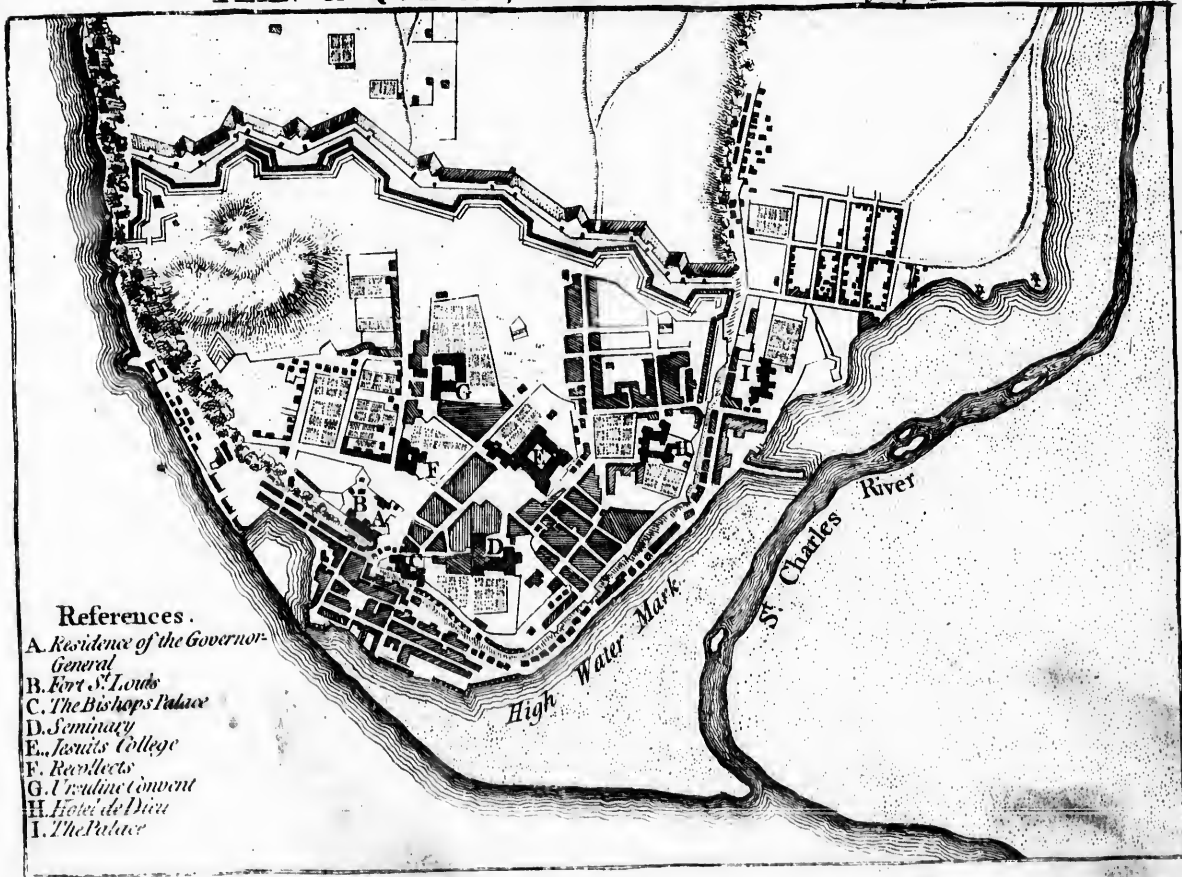 References.
A. Residence of the Governor-
General
B. Fort St. Louis
C. The Bishops Palace
D. Seminary
E. Jesuits College
F. Recollects
G. Ursuline Convent
H. Hotel de Dieu
I. The Palace
G
I
F
E
H
B
A
D
C
High Water Mark
St. Charles River